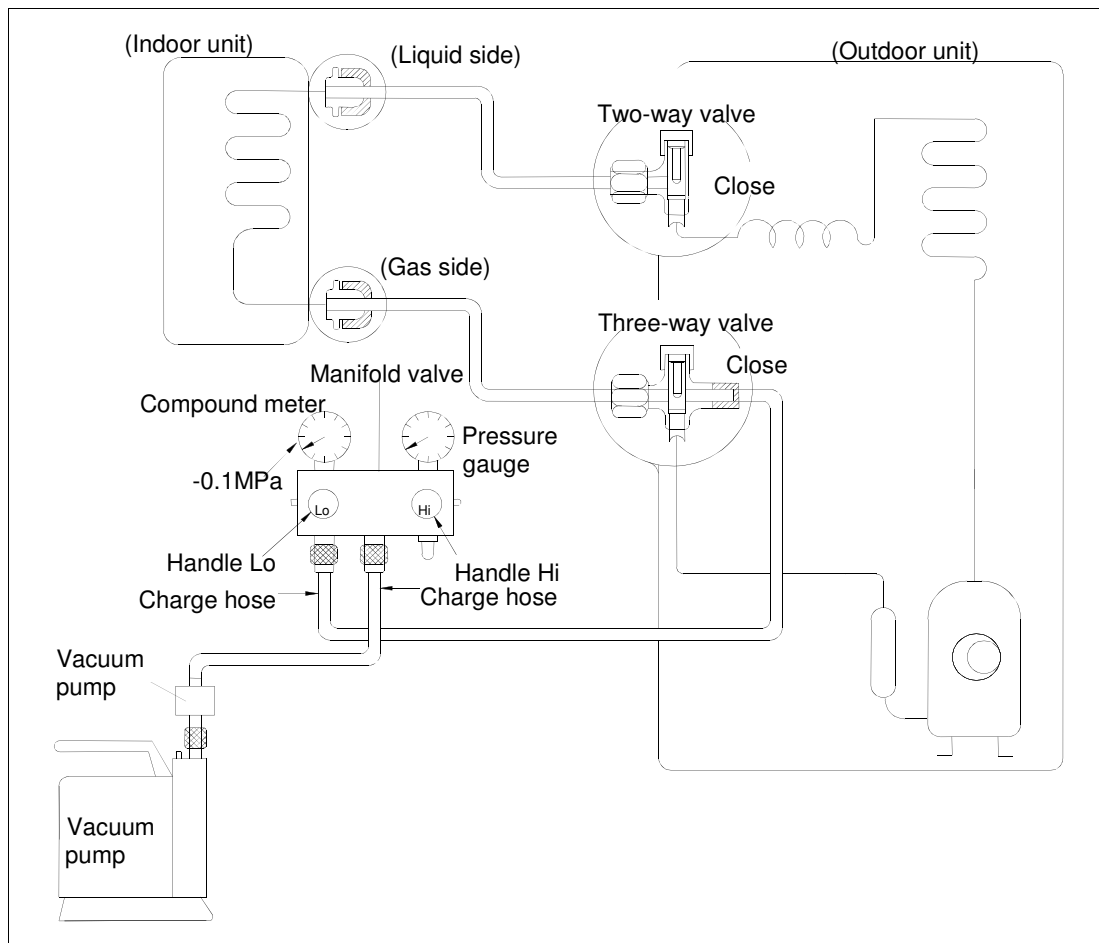 (Indoor unit)
(Liquid side)
(Outdoor unit)
Two-way valve
Close
(Gas side)
Three-way valve
Close
Manifold valve
Compound meter
Pressure
gauge
-0.1MPa
Lo
Hi
Handle Lo
Handle Hi
Charge hose
Charge hose
Vacuum
pump
Vacuum
pump